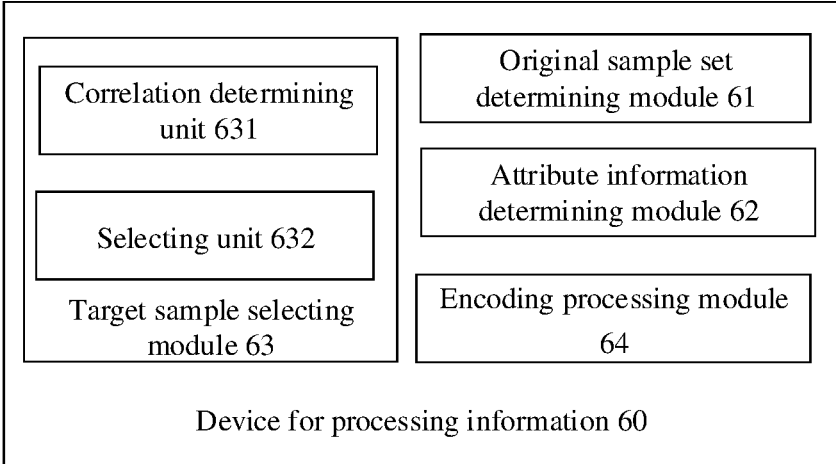 Correlation determining
unit 631
Selecting unit 632
Target sample selecting
module 63
Original sample set
determining module 61
Attribute information
determining module 62
Encoding processing module
64
Device for processing information 60